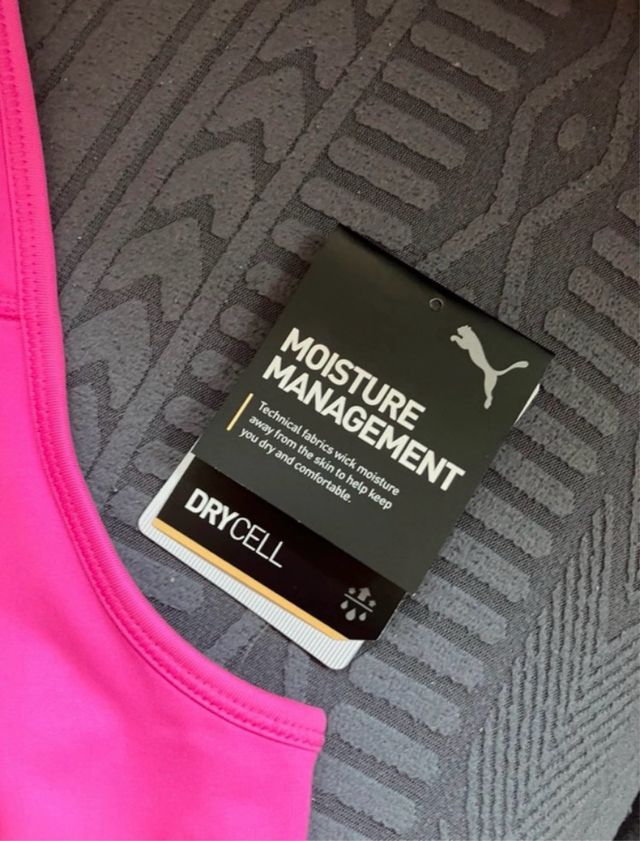 MOISTURE
MANAGEMENT
Technical fabrics wick moisture
away from the skin to help keep
you dry and comfortable.
DRYCELL